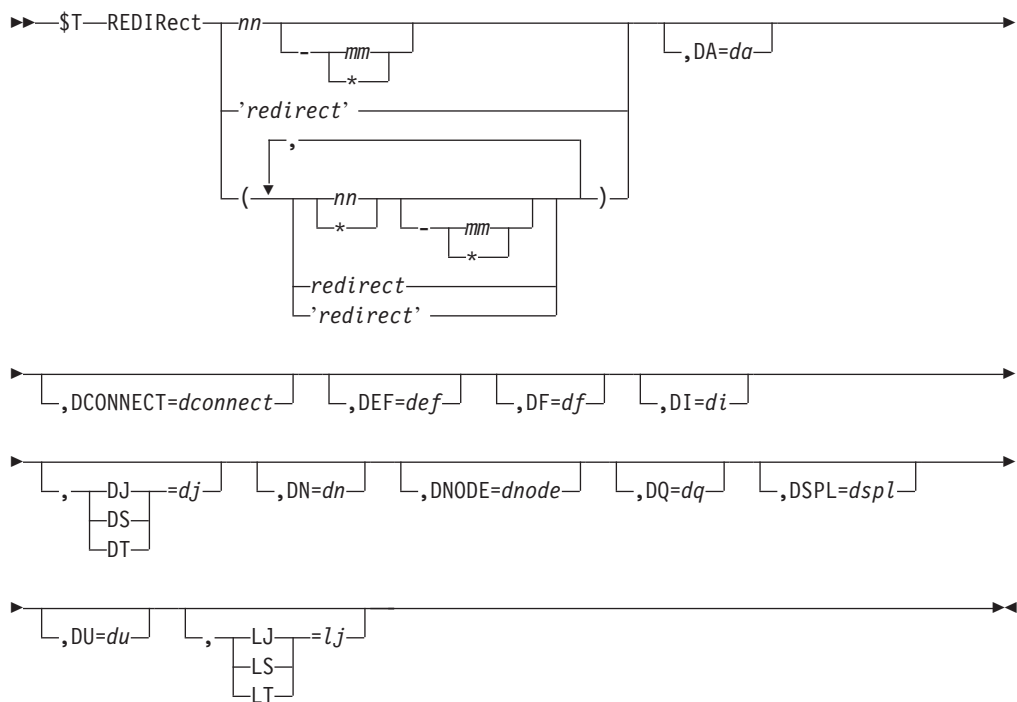 $T REDIRect nn
- mm ,DA=da
*
'redirect'
,
( nn )
* - mm
*
redirect
'redirect'
,DCONNECT=dconnect ,DEF=def ,DF=df ,DI=di
, DJ =dj ,DN=dn ,DNODE=dnode ,DQ=dq ,DSPL=dspl
DS
DT
,DU=du , LJ =lj
LS
LT